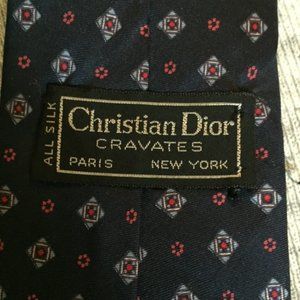 ALL SILK
Christian Dior
CRAVATES
PARIS NEW YORK